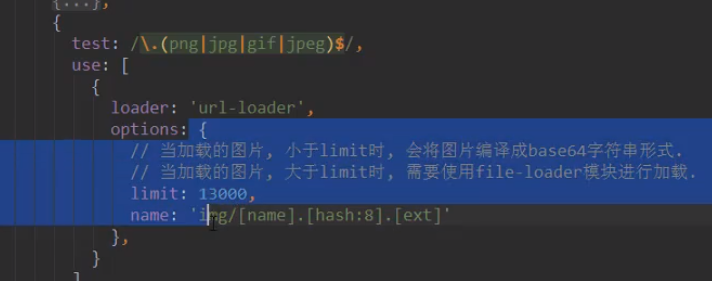 {...},
{
test: /\.(png|jpg|gif|jpeg)$/,
use: [
{
loader: 'url-loader',
options: {
// 当加载的图片, 小于limit时, 会将图片编译成base64字符串形式.
// 当加载的图片, 大于limit时, 需要使用file-loader模块进行加载.
limit: 13000,
name: 'img/[name].[hash:8].[ext]'
},
}
]